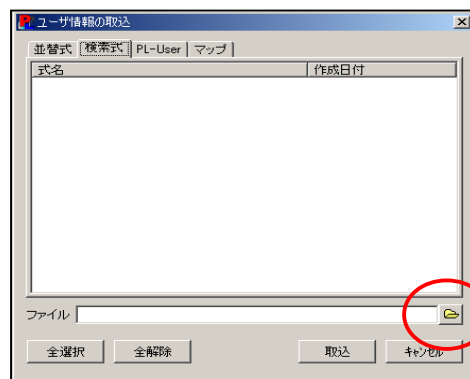 ユーザ情報の取込
並替式 検索式 PL-User マップ
式名 作成日付
ファイル
全選択 全解除 取込 キャンセル